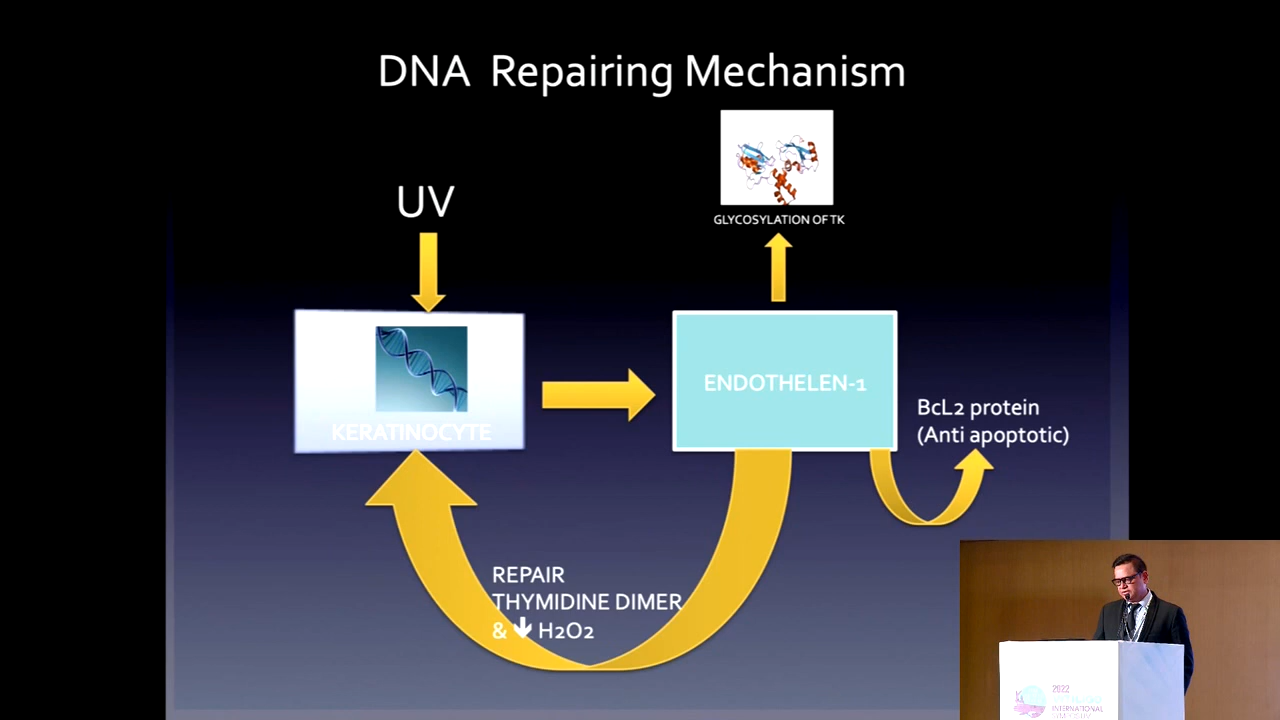 DNA Repairing Mechanism
UV
GLYCOSYLATION OF TK
KERATINOCYTE
ENDOTHELEN-1
BcL2 protein
(Anti apoptotic)
REPAIR
THYMIDINE DIMER
& ↓ H2O2
2022
INTERNATIONAL